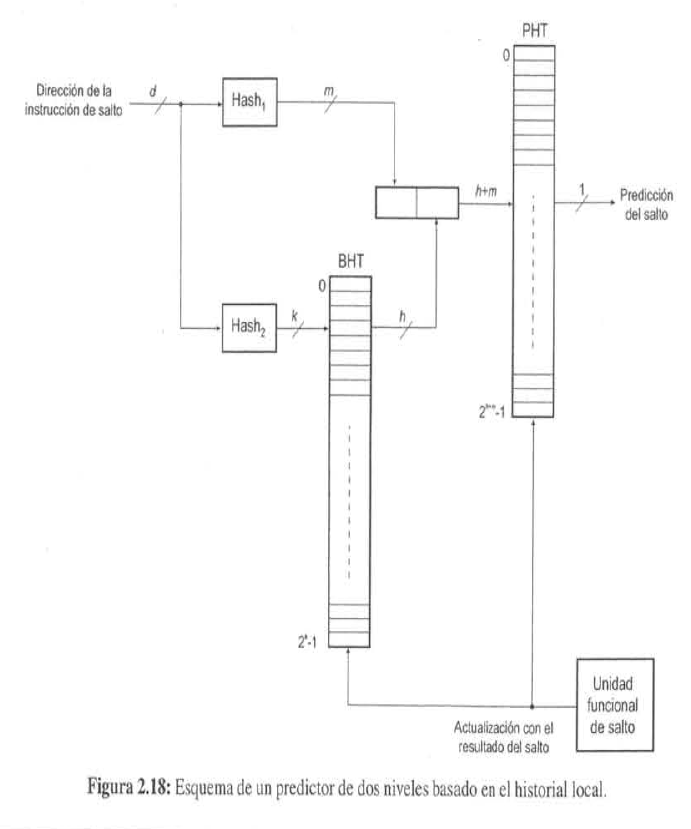 PHT
0
Dirección de la
instrucción de salto
d
Hash₁
m
h+m
1
Predicción
del salto
BHT
0
Hash₂
k
h
2ʰ⁺ᵐ-1
2ᵏ-1
Unidad
funcional
de salto
Actualización con el
resultado del salto
Figura 2.18: Esquema de un predictor de dos niveles basado en el historial local.